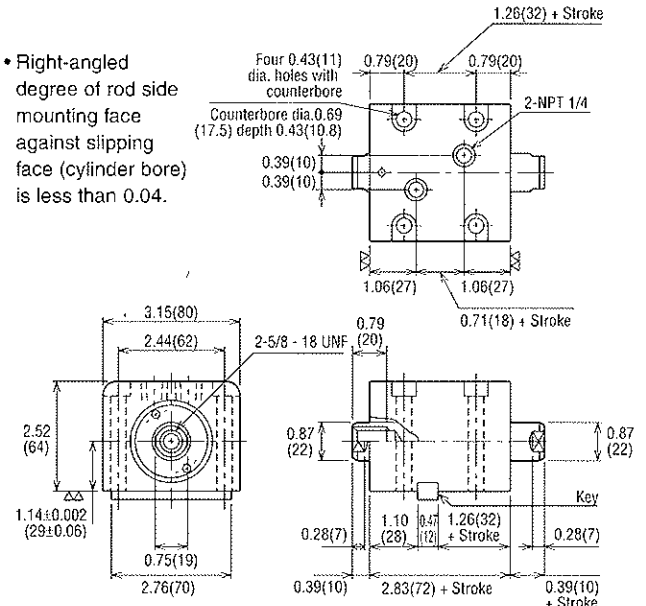 • Right-angled
degree of rod side
mounting face
against slipping
face (cylinder bore)
is less than 0.04.
1.26(32) + Stroke
Four 0.43(11)
dia. holes with
counterbore
0.79(20)
0.79(20)
Counterbore dia.0.69
(17.5) depth 0.43(10.8)
2-NPT 1/4
0.39(10)
0.39(10)
1.06(27)
1.06(27)
0.71(18) + Stroke
3.15(80)
2.44(62)
2-5/8 - 18 UNF
2.52
(64)
1.14±0.002
(29±0.06)
0.75(19)
2.76(70)
0.79
(20)
0.87
(22)
0.87
(22)
Key
0.28(7)
1.10
(28)
0.47
(12)
1.26(32)
+ Stroke
0.28(7)
0.39(10)
2.83(72) + Stroke
0.39(10)
+ Stroke